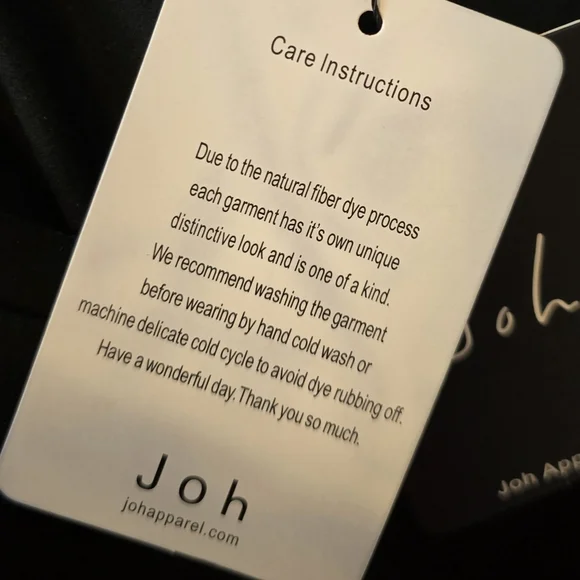 Care Instructions
Due to the natural fiber dye process
each garment has it's own unique
distinctive look and is one of a kind.
We recommend washing the garment
before wearing by hand cold wash or
machine delicate cold cycle to avoid dye rubbing off.
Have a wonderful day. Thank you so much.
Joh
johapparel.com
Joh
Joh App